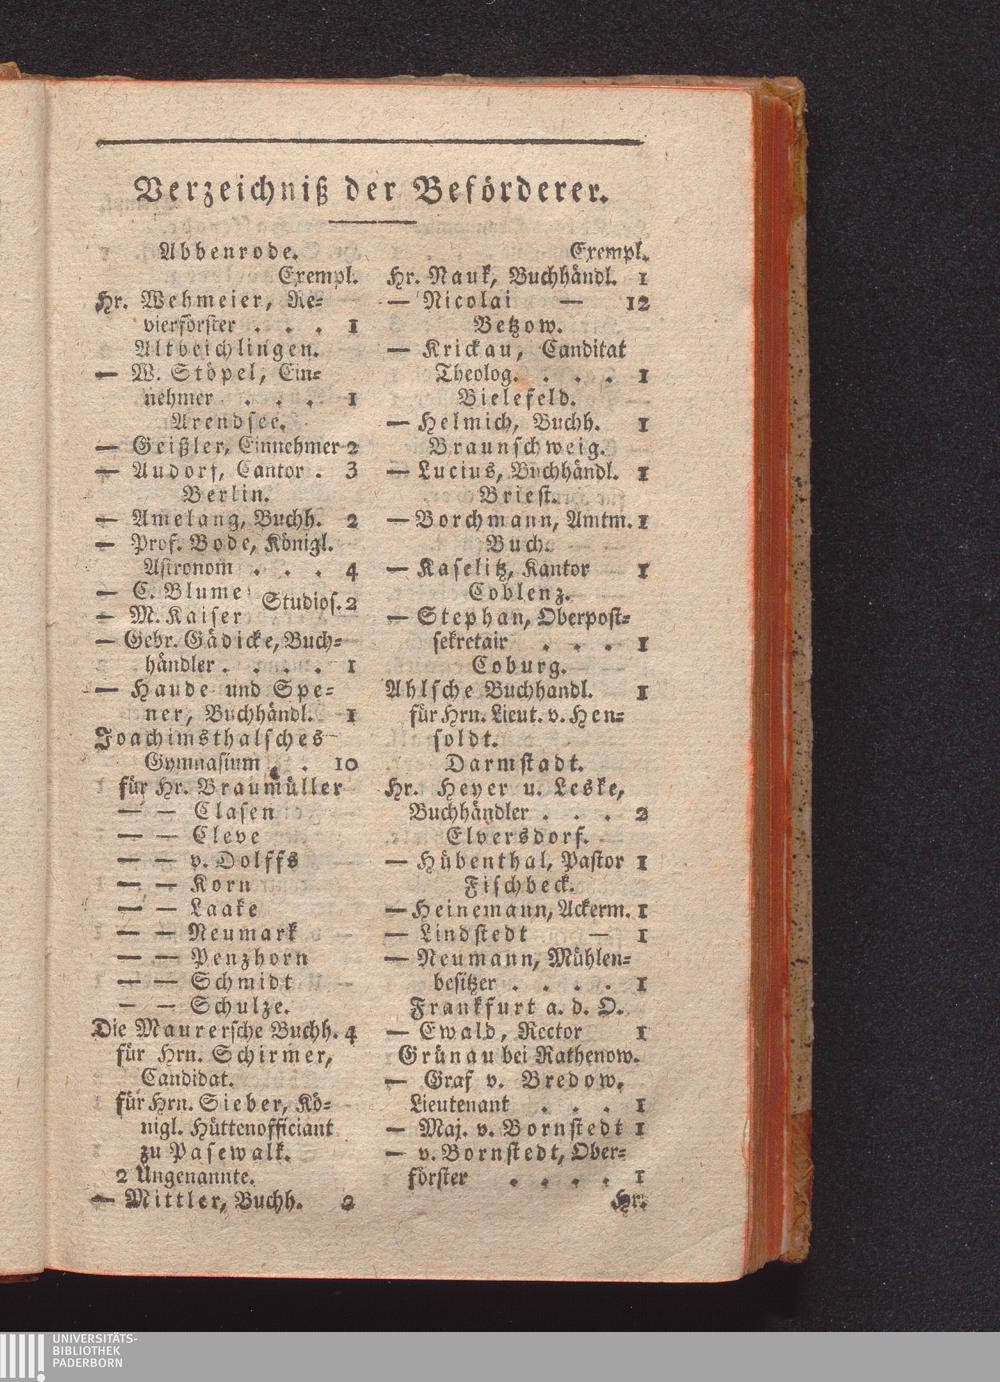 Verzeichniß der Beförderer.
Abbenrode.
Exempl.
Hr. Wehmeier, Re-
vierförster . . . 1
Altbeichlingen.
— W. Stöpel, Ein-
nehmer . . . 1
Arendsee.
— Geißler, Einnehmer 2
— Audorf, Cantor . 3
Berlin.
— Amelang, Buchh. 2
— Prof. Bode, Königl.
Astronom . . . 4
— C. Blume
Studios. 2
— M. Kaiser
— Gebr. Gädicke, Buch-
händler . . . . 1
— Haude und Spe-
ner, Buchhändl. 1
Joachimsthalsches
Gymnasium . . 10
für Hr. Braumüller
— — Clasen
— — Cleve
— — v. Dolffs
— — Korn
— — Laake
— — Neumark
— — Penzhorn
— — Schmidt
— — Schulze.
Die Maurersche Buchh. 4
für Hrn. Schirmer,
Candidat.
für Hrn. Sieber, Kö-
nigl. Hüttenofficiant
zu Pasewalk.
2 Ungenannte.
— Mittler, Buchh. 2
Exempl.
Hr. Nauk, Buchhändl. 1
— Nicolai — 12
Betzow.
— Krickau, Canditat
Theolog. . . . 1
Bielefeld.
— Helmich, Buchh. 1
Braunschweig.
— Lucius, Buchhändl. 1
Briest.
— Borchmann, Amtm. 1
Buch.
— Kaselitz, Kantor 1
Coblenz.
— Stephan, Oberpost-
sekretair . . . 1
Coburg.
Ahlsche Buchhandl. 1
für Hrn. Lieut. v. Hen-
soldt.
Darmstadt.
Hr. Heyer u. Leske,
Buchhändler . . . 2
Elversdorf.
— Hübenthal, Pastor 1
Fischbeck.
— Heinemann, Ackerm. 1
— Lindstedt — 1
— Neumann, Mühlen-
besitzer . . . . 1
Frankfurt a. d. O.
— Ewald, Rector 1
Grünau bei Rathenow.
— Graf v. Bredow,
Lieutenant . . . 1
— Maj. v. Bornstedt 1
— v. Bornstedt, Ober-
förster . . . . 1
Hr.
UNIVERSITÄTS-
BIBLIOTHEK
PADERBORN